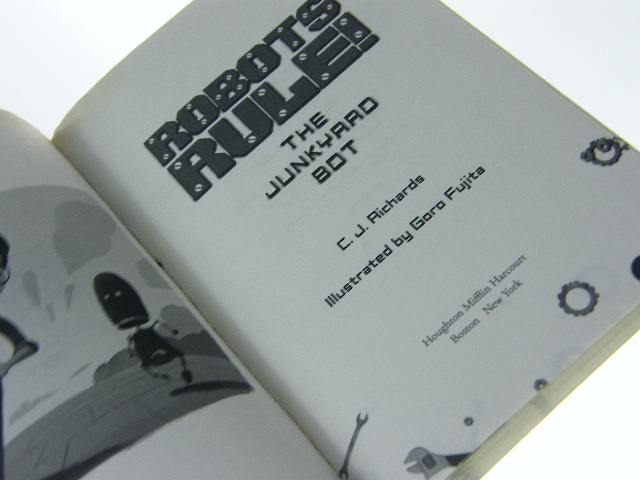 ROBOTS
RULE!
THE
JUNKYARD
BOT
C. J. Richards
Illustrated by Goro Fujita
Houghton Mifflin Harcourt
Boston New York